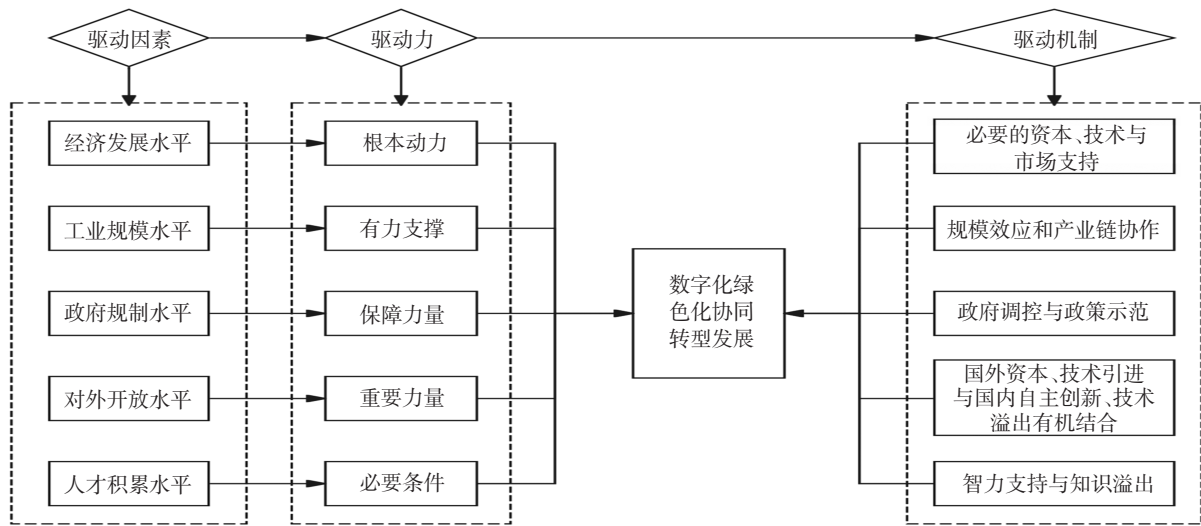 驱动因素
驱动力
驱动机制
经济发展水平
根本动力
必要的资本、技术与
市场支持
工业规模水平
有力支撑
规模效应和产业链协作
数字化绿
色化协同
转型发展
政府规制水平
保障力量
政府调控与政策示范
对外开放水平
重要力量
国外资本、技术引进
与国内自主创新、技术
溢出有机结合
人才积累水平
必要条件
智力支持与知识溢出